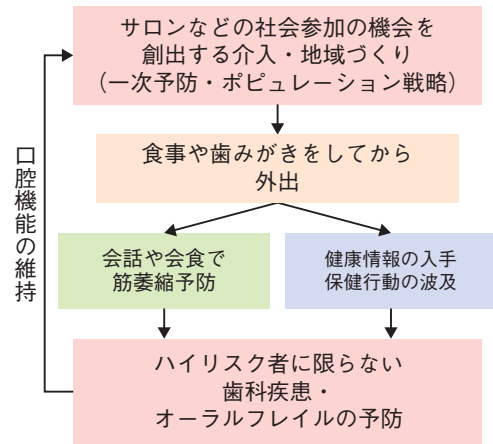 サロンなどの社会参加の機会を
創出する介入・地域づくり
（一次予防・ポピュレーション戦略）
食事や歯みがきをしてから
外出
会話や会食で
筋萎縮予防
健康情報の入手
保健行動の波及
ハイリスク者に限らない
歯科疾患・
オーラルフレイルの予防
口腔機能の維持